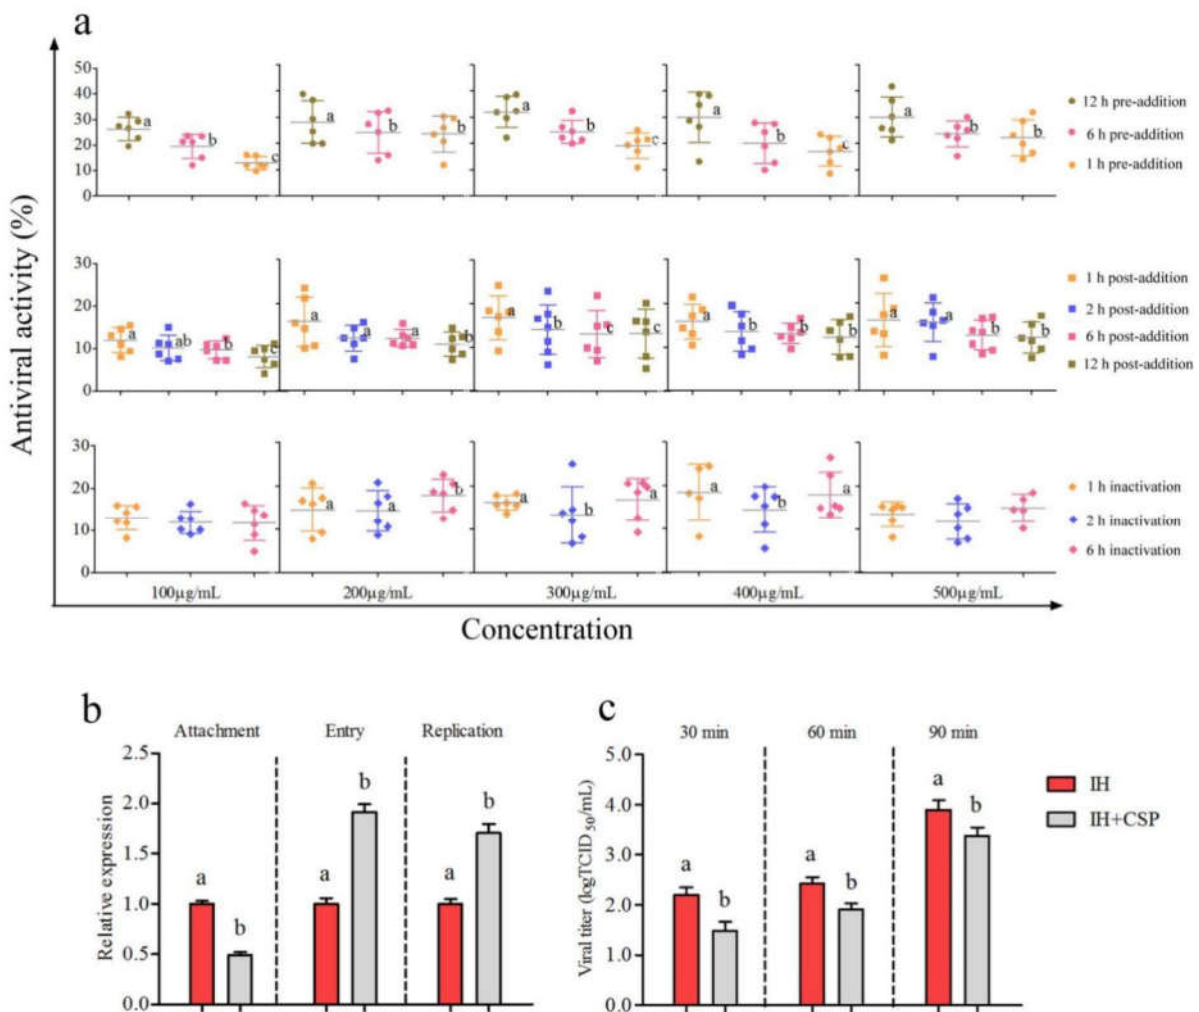 a
50
40
30
20
10
0
a
b
c
a
b
b
a
b
c
a
b
c
a
b
b
12 h pre-addition
6 h pre-addition
1 h pre-addition
Antiviral activity (%)
30
20
10
0
a
ab
b
c
a
a
b
b
a
b
c
c
a
b
b
b
a
a
b
b
1 h post-addition
2 h post-addition
6 h post-addition
12 h post-addition
30
20
10
0
a
a
b
a
b
a
a
b
a
1 h inactivation
2 h inactivation
6 h inactivation
100µg/mL 200µg/mL 300µg/mL 400µg/mL 500µg/mL
Concentration
b
Attachment Entry Replication
Relative expression
2.5
2.0
1.5
1.0
0.5
0.0
a
b
a
b
a
b
c
30 min 60 min 90 min
Viral titer (logTCID50/mL)
5.0
4.0
3.0
2.0
1.0
0.0
a
b
a
b
a
b
IH
IH+CSP